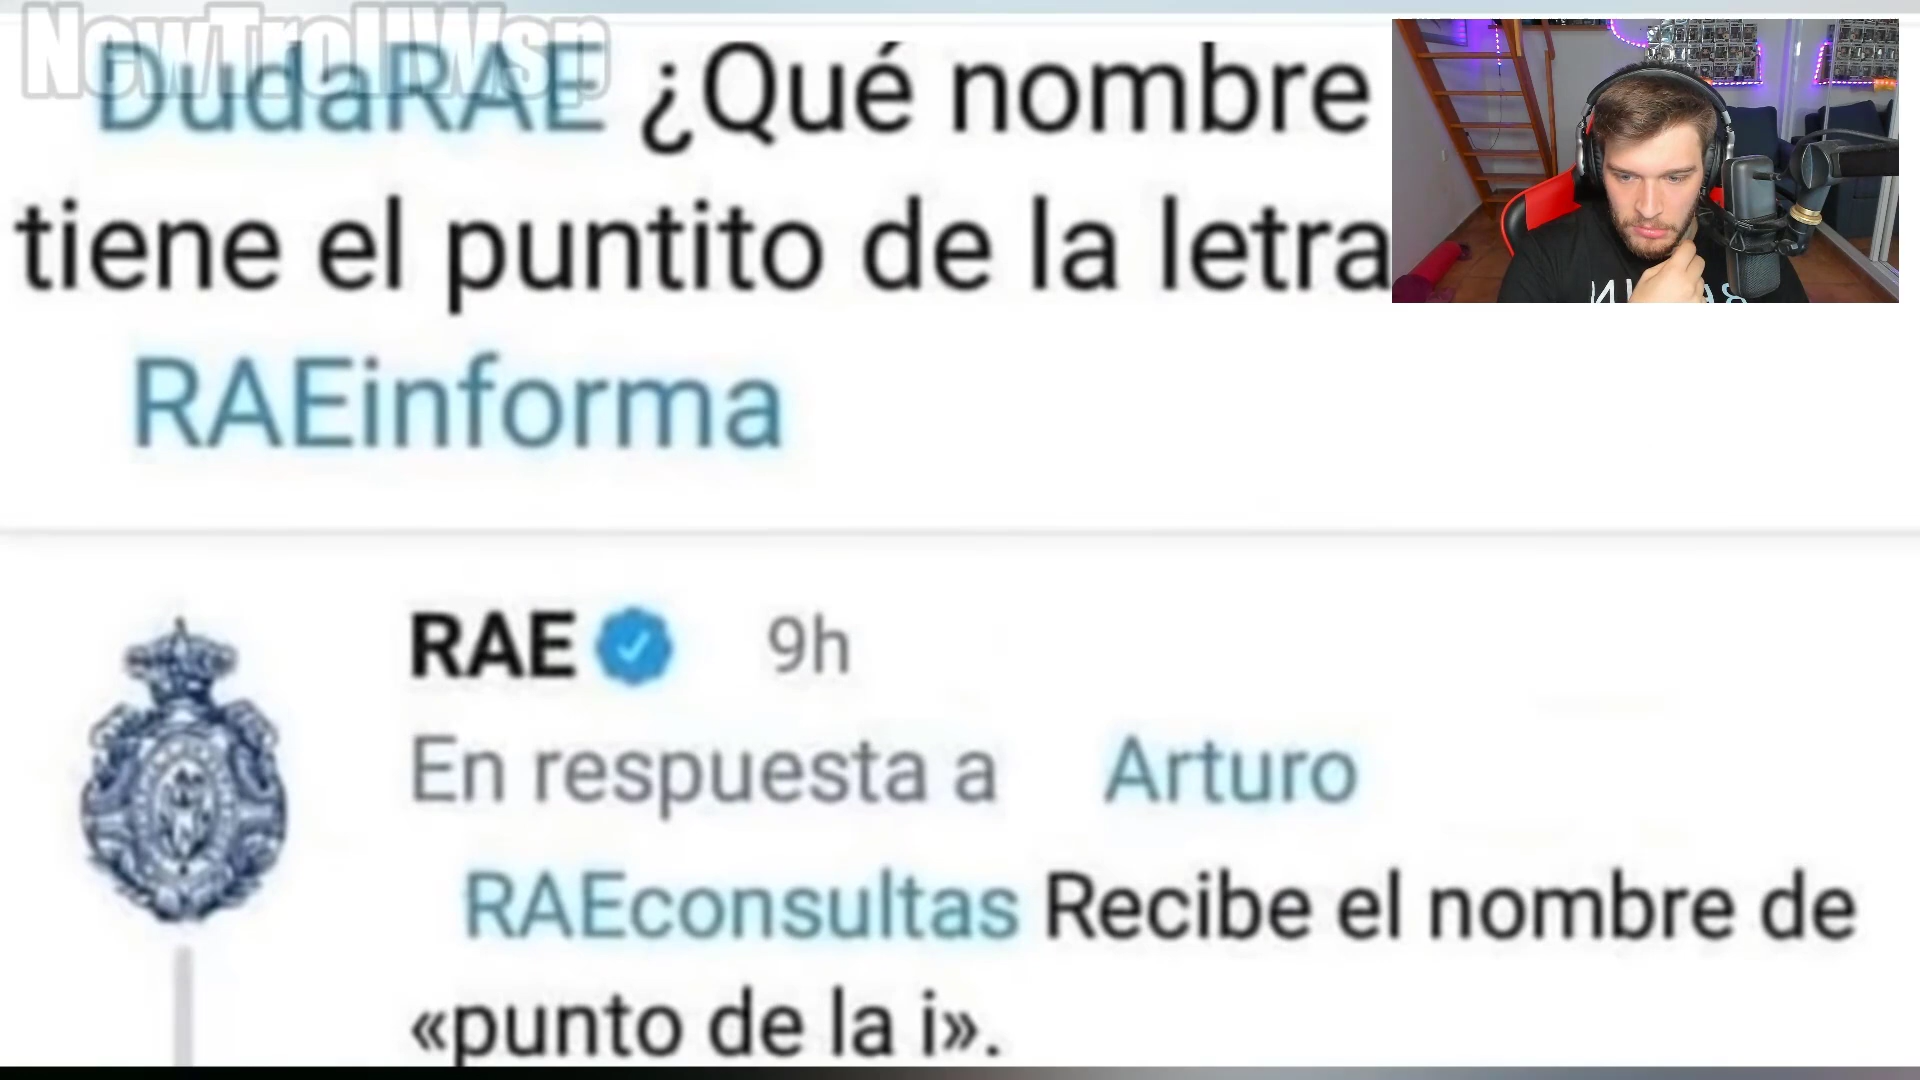 NewTrollWsp
DudaRAE ¿Qué nombre
tiene el puntito de la letra
RAEinforma
RAE 9h
En respuesta a Arturo
RAEconsultas Recibe el nombre de
«punto de la i».